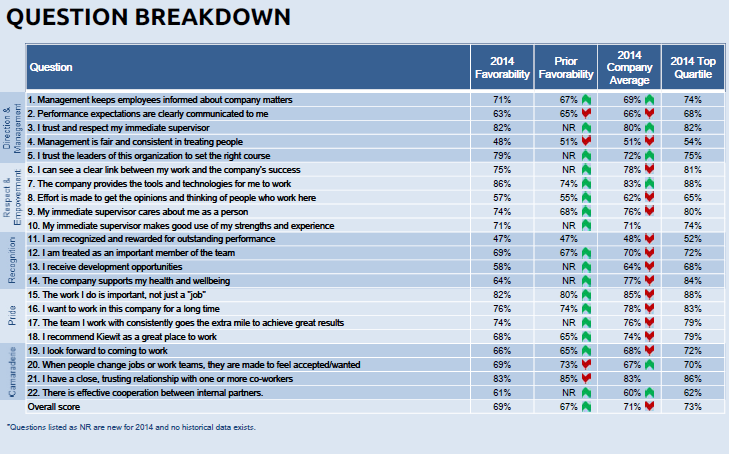 QUESTION BREAKDOWN
Question
2014 Favorability
Prior Favorability
2014 Company Average
2014 Top Quartile
Direction & Management
1. Management keeps employees informed about company matters 71% 67% 69% 74%
2. Performance expectations are clearly communicated to me 63% 65% 66% 68%
3. I trust and respect my immediate supervisor 82% NR 80% 82%
4. Management is fair and consistent in treating people 48% 51% 51% 54%
5. I trust the leaders of this organization to set the right course 79% NR 72% 75%
Respect & Empowerment
6. I can see a clear link between my work and the company's success 75% NR 78% 81%
7. The company provides the tools and technologies for me to work 86% 74% 83% 88%
8. Effort is made to get the opinions and thinking of people who work here 57% 55% 62% 65%
9. My immediate supervisor cares about me as a person 74% 68% 76% 80%
10. My immediate supervisor makes good use of my strengths and experience 71% NR 71% 74%
Recognition
11. I am recognized and rewarded for outstanding performance 47% 47% 48% 52%
12. I am treated as an important member of the team 69% 67% 70% 72%
13. I receive development opportunities 58% NR 64% 68%
14. The company supports my health and wellbeing 64% NR 77% 84%
Pride
15. The work I do is important, not just a "job" 82% 80% 85% 88%
16. I want to work in this company for a long time 76% 74% 78% 83%
17. The team I work with consistently goes the extra mile to achieve great results 74% NR 76% 79%
18. I recommend Kiewit as a great place to work 68% 65% 74% 79%
Camaraderie
19. I look forward to coming to work 66% 65% 68% 72%
20. When people change jobs or work teams, they are made to feel accepted/wanted 69% 73% 67% 70%
21. I have a close, trusting relationship with one or more co-workers 83% 85% 83% 86%
22. There is effective cooperation between internal partners. 61% NR 60% 62%
Overall score 69% 67% 71% 73%
*Questions listed as NR are new for 2014 and no historical data exists.